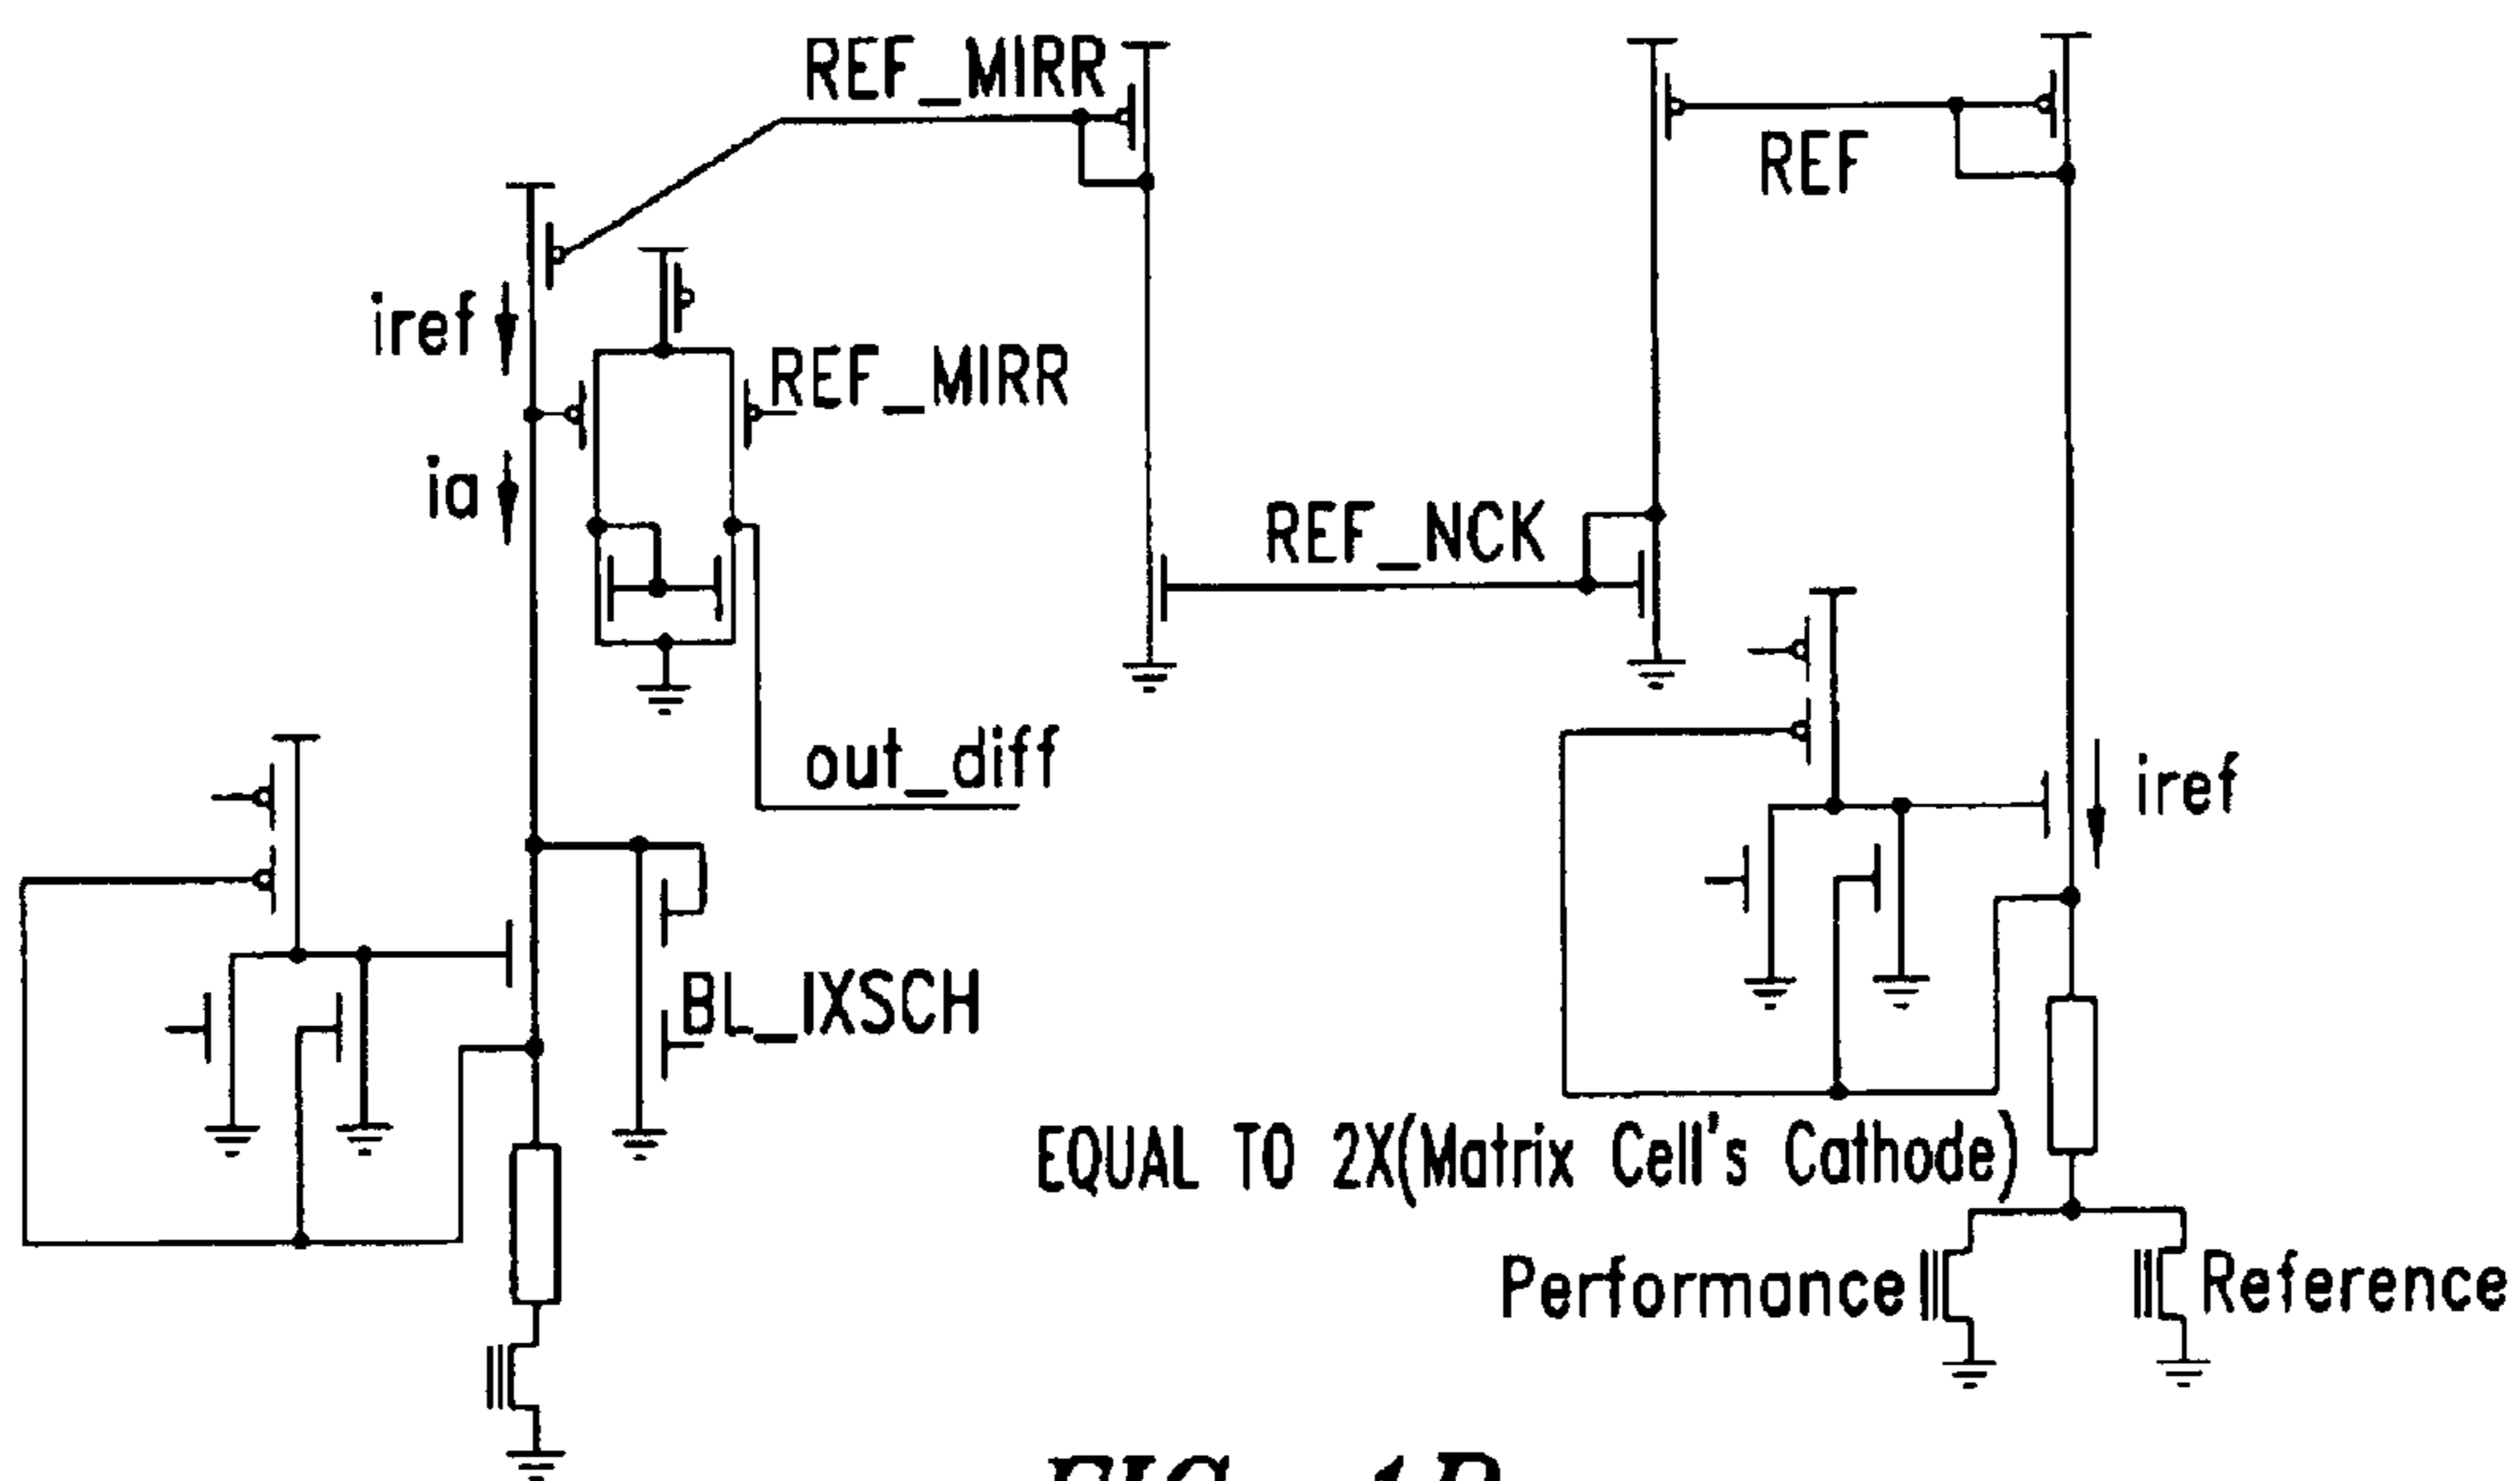 REF_MIRR
REF
iref
REF_MIRR
ia
REF_NCK
out_diff
iref
BL_IXSCH
EQUAL TO 2X(Matrix Cell's Cathode)
Performance
Reference